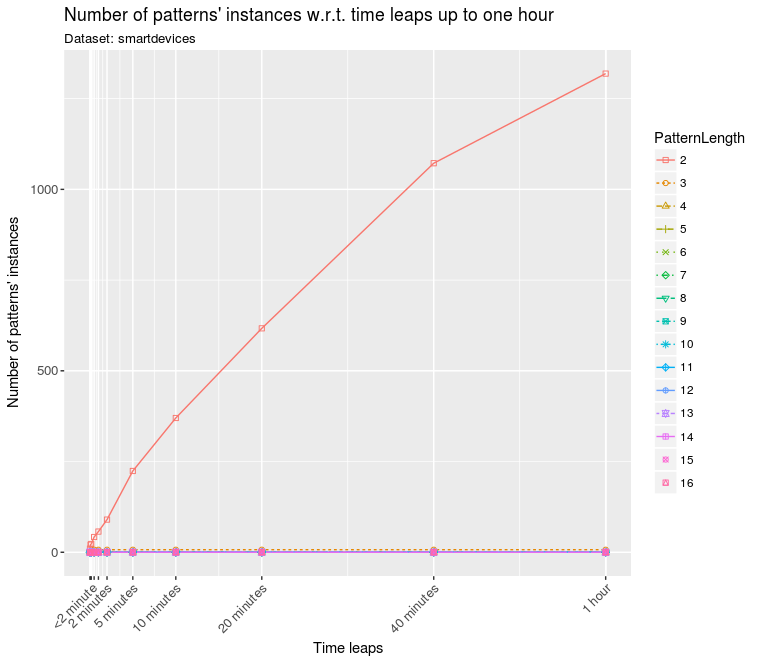 Number of patterns' instances w.r.t. time leaps up to one hour
Dataset: smartdevices
Number of patterns' instances
1000
500
0
<2 minute
2 minutes
5 minutes
10 minutes
20 minutes
40 minutes
1 hour
Time leaps
PatternLength
2
3
4
5
6
7
8
9
10
11
12
13
14
15
16